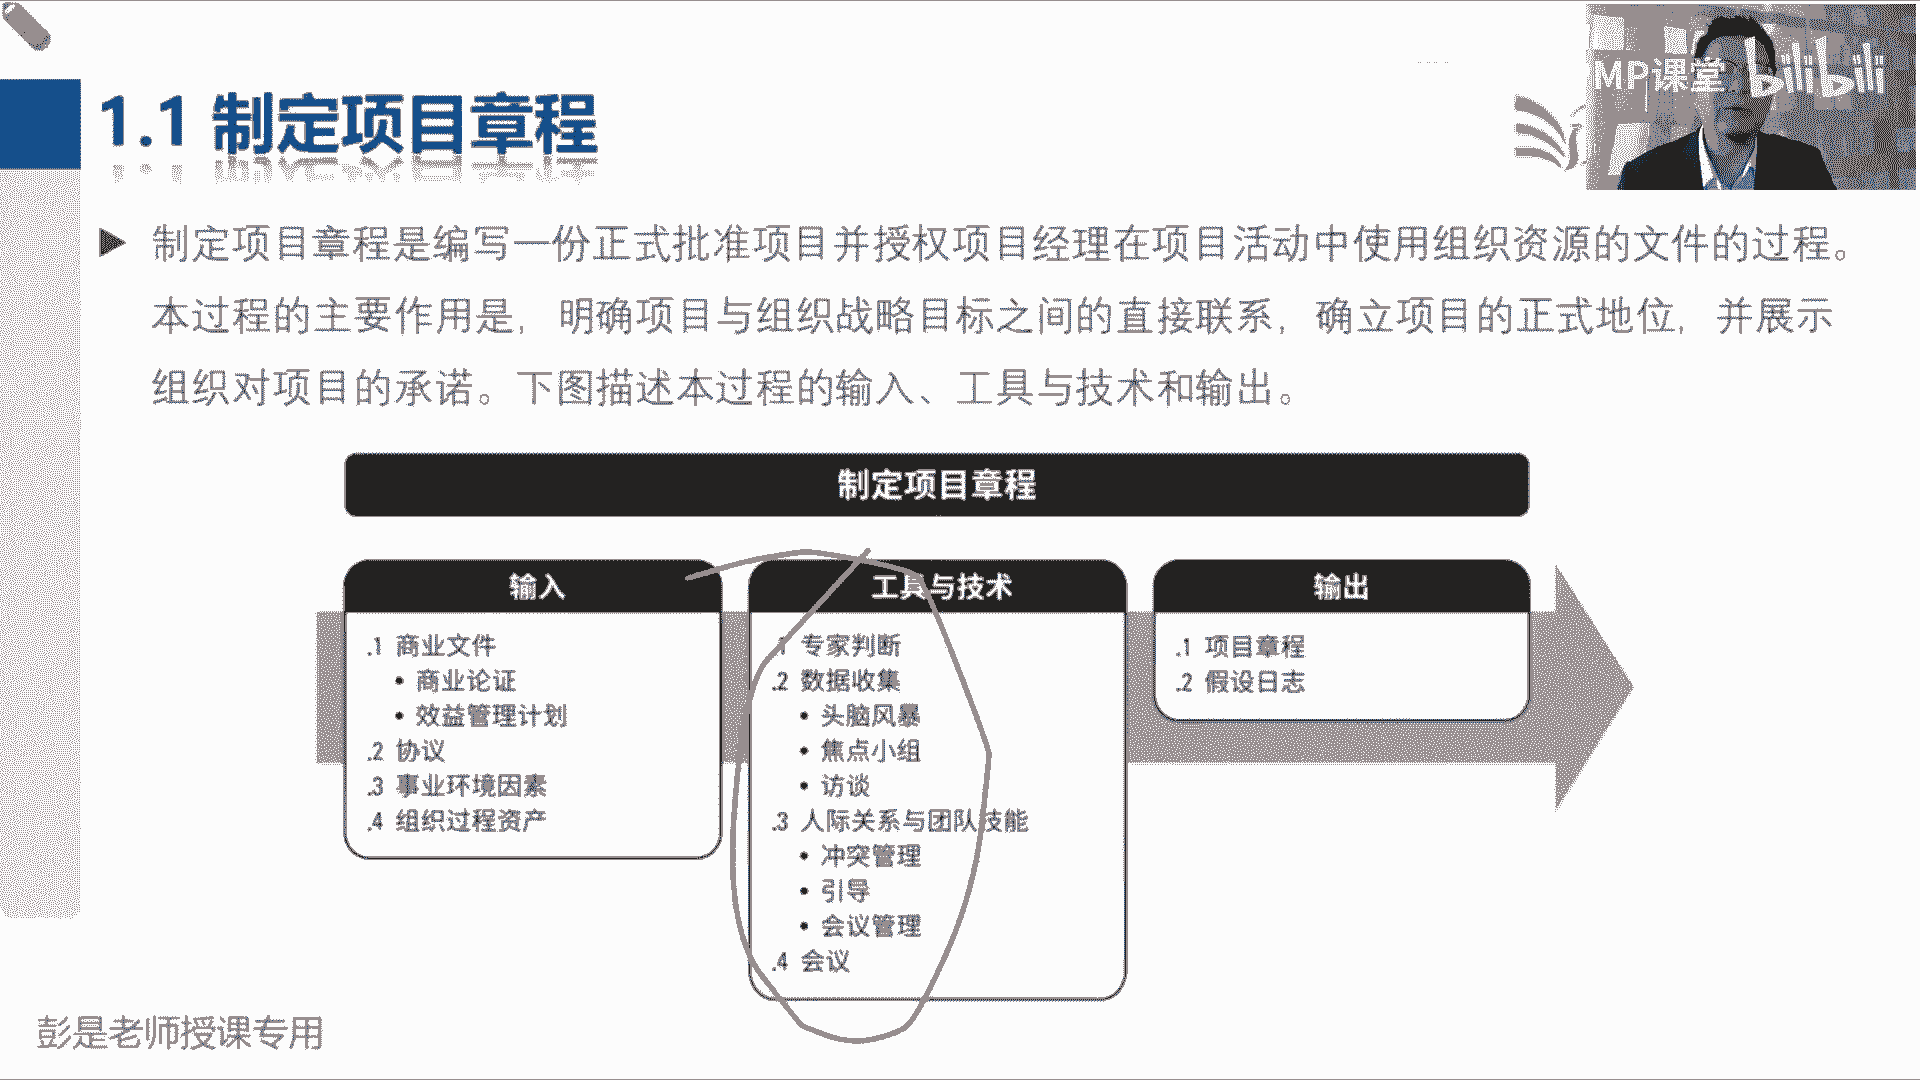 MP课堂 bilibili
1.1 制定项目章程
制定项目章程是编写一份正式批准项目并授权项目经理在项目活动中使用组织资源的文件的过程。
本过程的主要作用是，明确项目与组织战略目标之间的直接联系，确立项目的正式地位，并展示
组织对项目的承诺。下图描述本过程的输入、工具与技术和输出。
制定项目章程
输入
.1 商业文件
• 商业论证
• 效益管理计划
.2 协议
.3 事业环境因素
.4 组织过程资产
工具与技术
.1 专家判断
.2 数据收集
• 头脑风暴
• 焦点小组
• 访谈
.3 人际关系与团队技能
• 冲突管理
• 引导
• 会议管理
.4 会议
输出
.1 项目章程
.2 假设日志
彭是老师授课专用